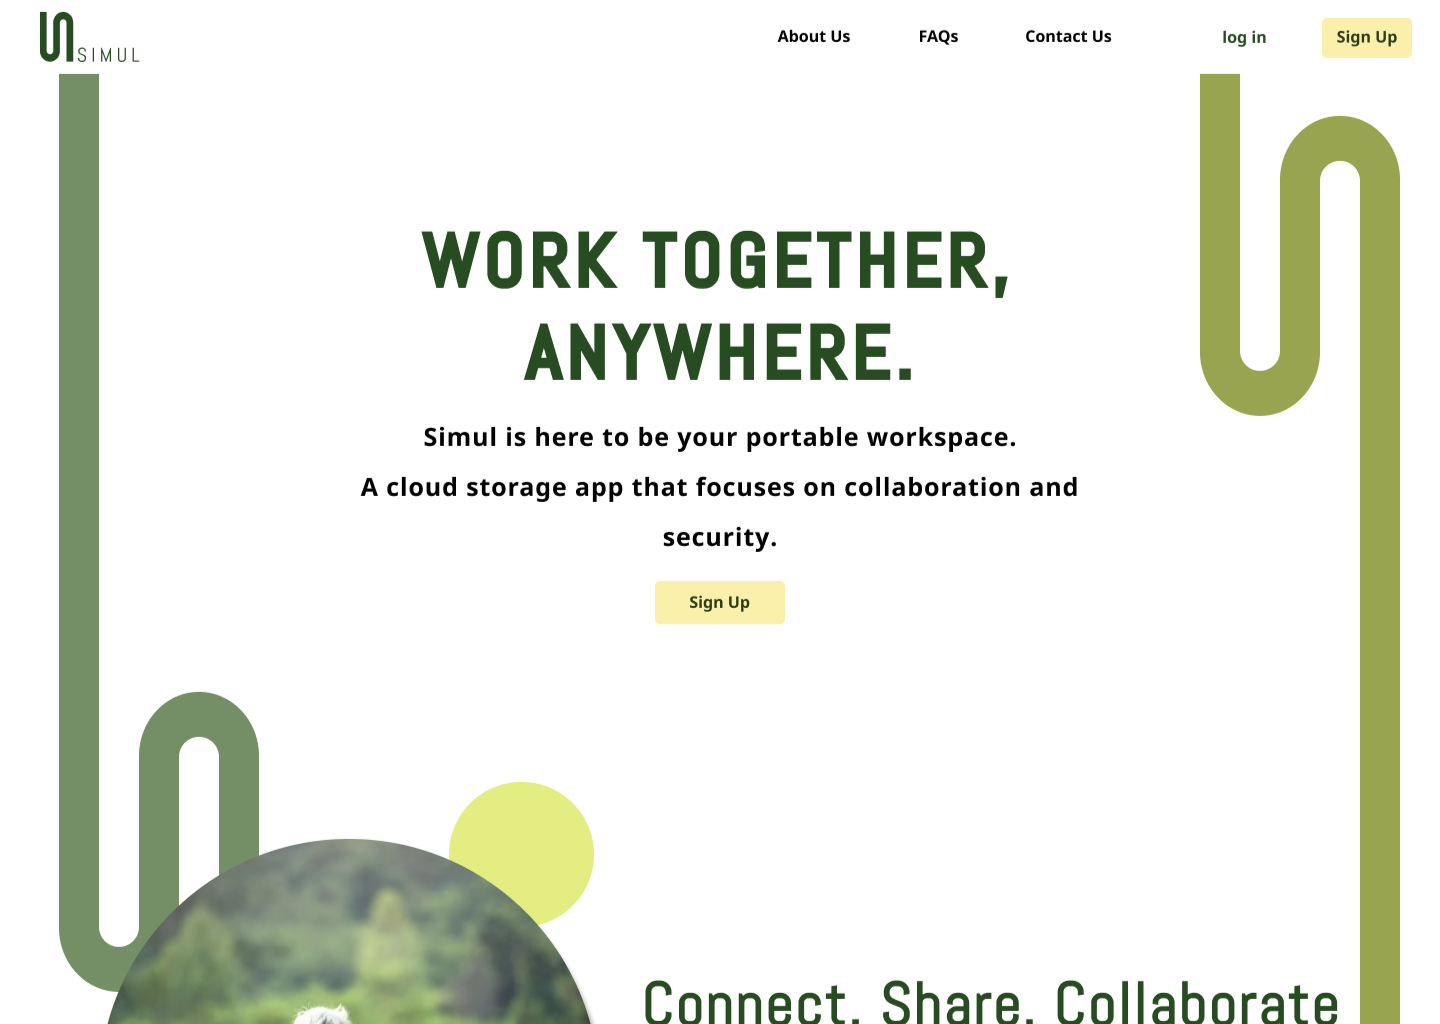 SIMUL
About Us
FAQs
Contact Us
log in
Sign Up
WORK TOGETHER,
ANYWHERE.
Simul is here to be your portable workspace.
A cloud storage app that focuses on collaboration and
security.
Sign Up
Connect. Share. Collaborate